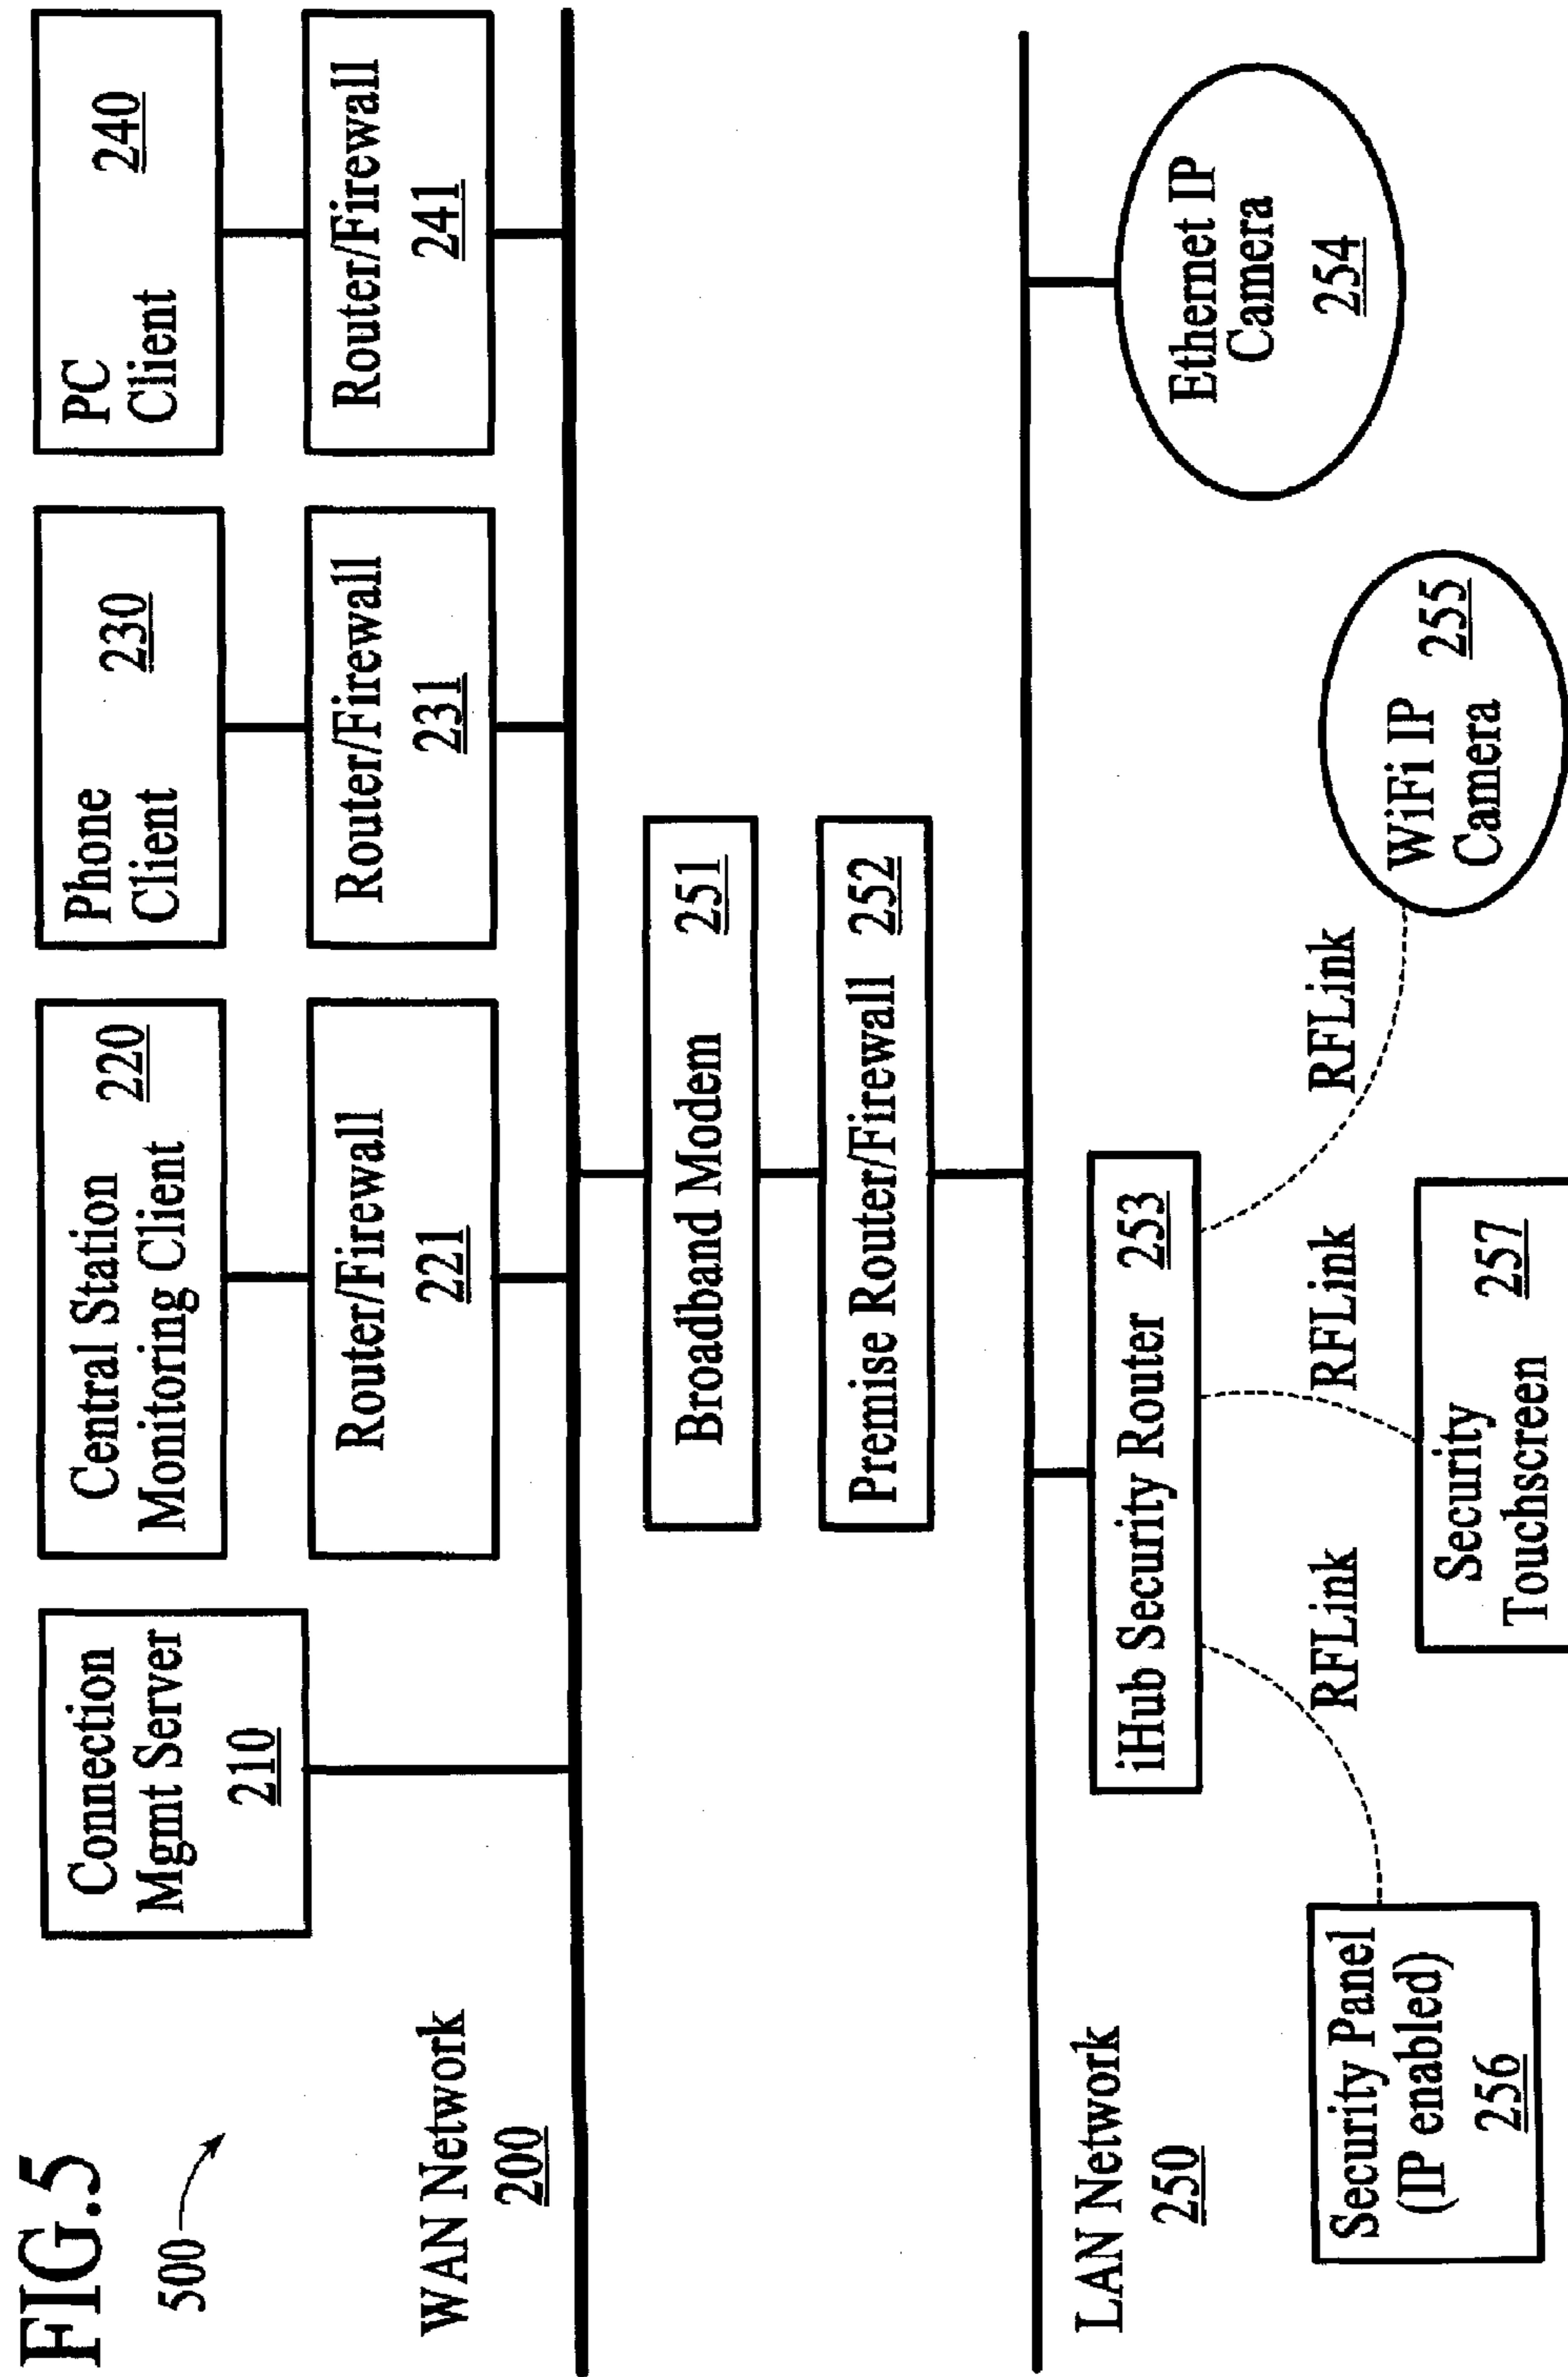 FIG.5
500
Connection
Mgmt Server
210
Central Station
Monitoring Client
220
Phone
Client
230
PC
Client
240
Router/Firewall
221
Router/Firewall
231
Router/Firewall
241
WAN Network
200
Broadband Modem 251
Premise Router/Firewall 252
LAN Network
250
iHub Security Router 253
RFLink
RFLink
RFLink
Security Panel
(IP enabled)
256
Security
Touchscreen
257
WiFi IP
Camera
255
Ethernet IP
Camera
254